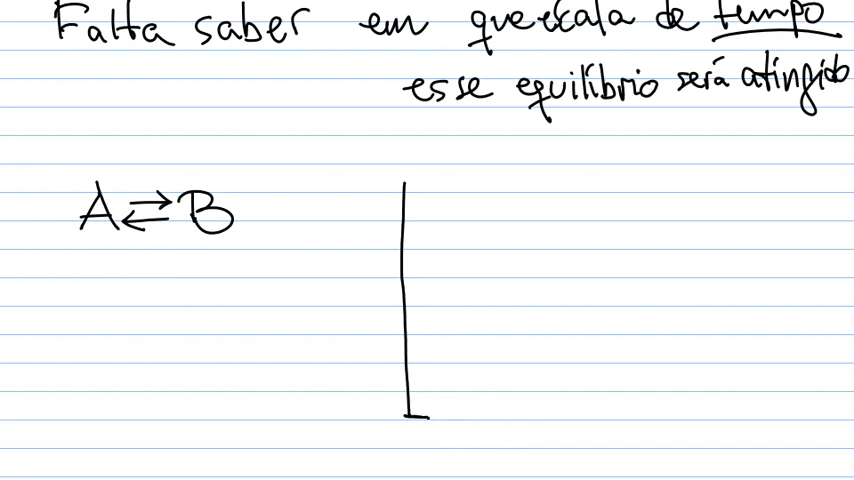 Falta saber em que escala de tempo
esse equilíbrio será atingido
A ⇄ B